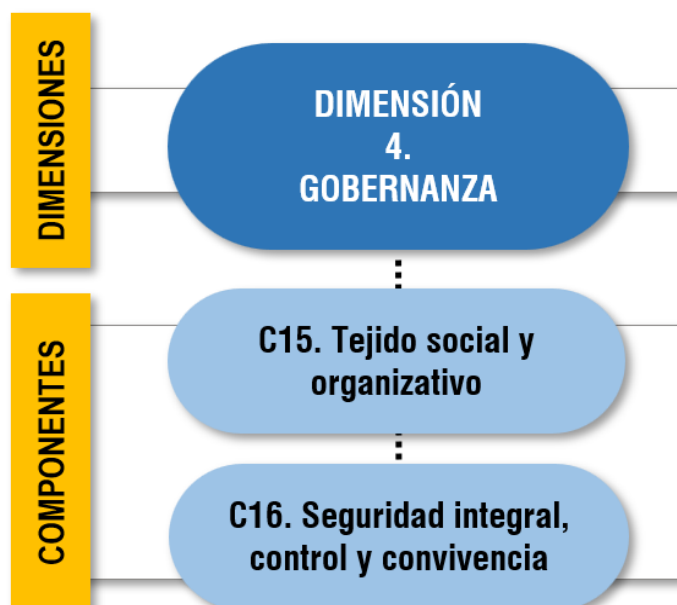 DIMENSIONES
DIMENSIÓN
4.
GOBERNANZA
COMPONENTES
C15. Tejido social y
organizativo
C16. Seguridad integral,
control y convivencia